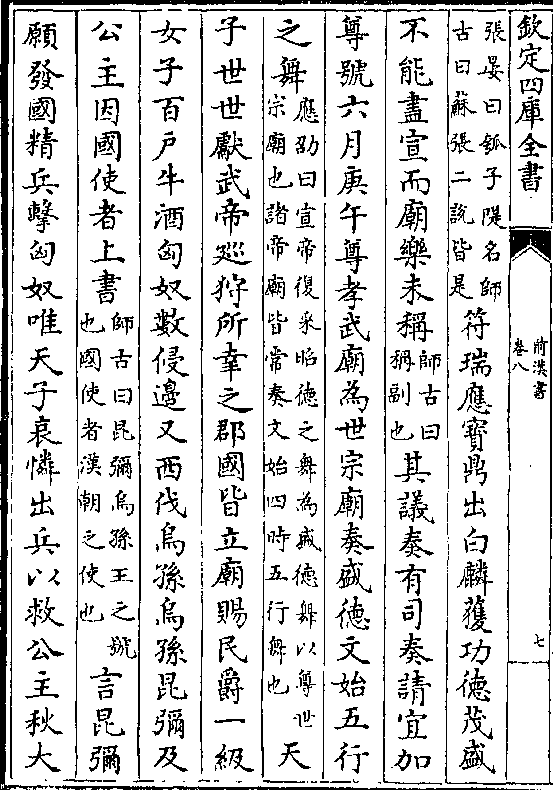 欽定四庫全書
前漢書
卷八
七
張晏曰瓠子隄名師
古曰蘇張二說皆是
符瑞應寶鼎出白麟獲功德茂盛
不能盡宣而廟樂未稱
師古曰
稱副也
其議奏有司奏請宜加
尊號六月庚午尊孝武廟為世宗廟奏盛德文始五行
之舞
應劭曰宣帝復采昭德之舞為盛德舞以尊世
宗廟也諸帝廟皆常奏文始四時五行舞也
天
子世世獻武帝廵狩所幸之郡國皆立廟賜民爵一級
女子百戶牛酒匈奴數侵邊又西伐烏孫烏孫昆彌及
公主因國使者上書
師古曰昆彌烏孫王之號
也國使者漢朝之使也
言昆彌
願發國精兵擊匈奴唯天子哀憐出兵以救公主秋大